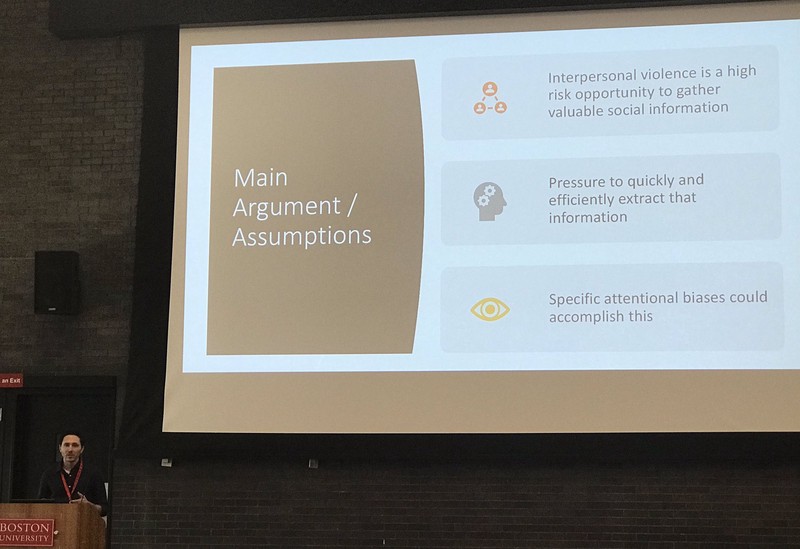 Main
Argument /
Assumptions
Interpersonal violence is a high
risk opportunity to gather
valuable social information
Pressure to quickly and
efficiently extract that
information
Specific attentional biases could
accomplish this
an Exit
BOSTON
UNIVERSITY